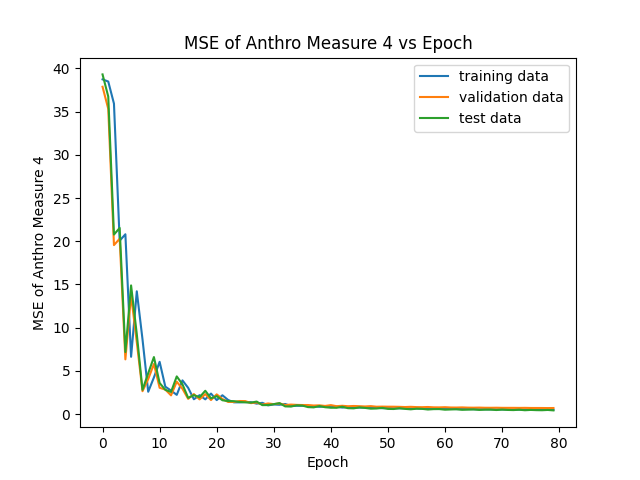 MSE of Anthro Measure 4 vs Epoch
training data
validation data
test data
MSE of Anthro Measure 4
40
35
30
25
20
15
10
5
0
0 10 20 30 40 50 60 70 80
Epoch